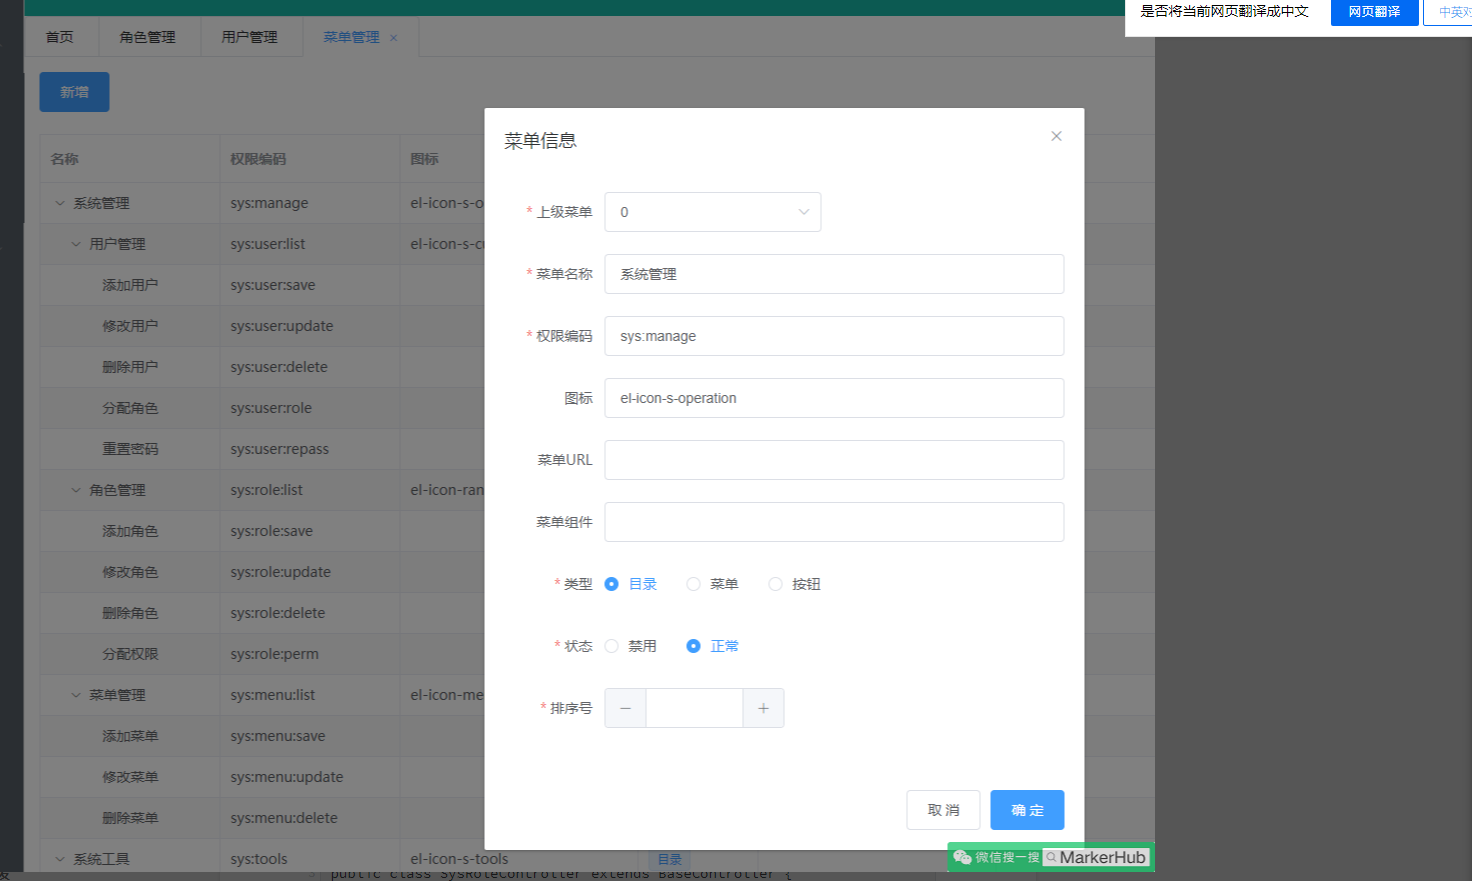 是否将当前网页翻译成中文 网页翻译
首页 角色管理 用户管理 菜单管理 ×
新增
菜单信息
名称 权限编码 图标
系统管理 sys:manage el-icon-s-o
用户管理 sys:user:list el-icon-s-cu
添加用户 sys:user:save
修改用户 sys:user:update
删除用户 sys:user:delete
分配角色 sys:user:role
重置密码 sys:user:repass
角色管理 sys:role:list el-icon-ran
添加角色 sys:role:save
修改角色 sys:role:update
删除角色 sys:role:delete
分配权限 sys:role:perm
菜单管理 sys:menu:list el-icon-me
添加菜单 sys:menu:save
修改菜单 sys:menu:update
删除菜单 sys:menu:delete
系统工具 sys:tools el-icon-s-tools 目录
* 上级菜单 0
* 菜单名称 系统管理
* 权限编码 sys:manage
图标 el-icon-s-operation
菜单URL
菜单组件
* 类型 目录 菜单 按钮
* 状态 禁用 正常
* 排序号 − +
取 消 确 定
微信搜一搜 MarkerHub
public class SysRoleController extends BaseController {